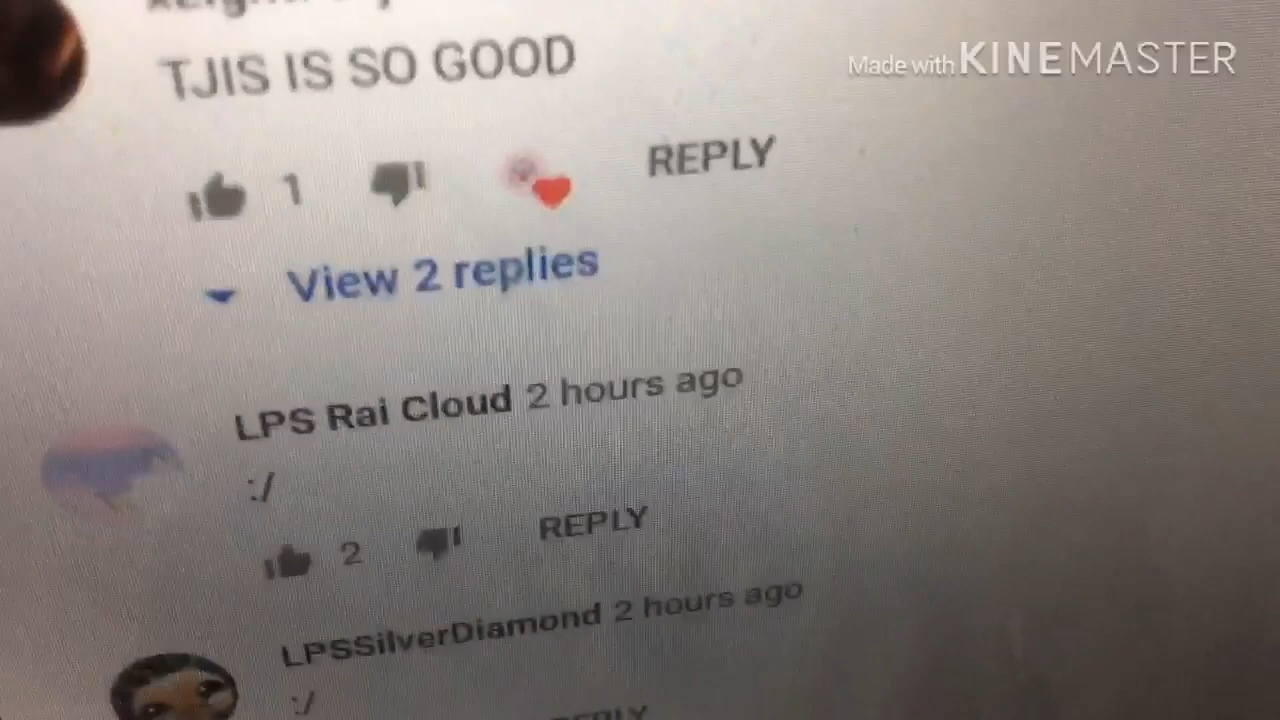 Made with KINEMASTER
TJIS IS SO GOOD
1 REPLY
View 2 replies
LPS Rai Cloud 2 hours ago
:/
2 REPLY
LPSSilverDiamond 2 hours ago
:/
REPLY